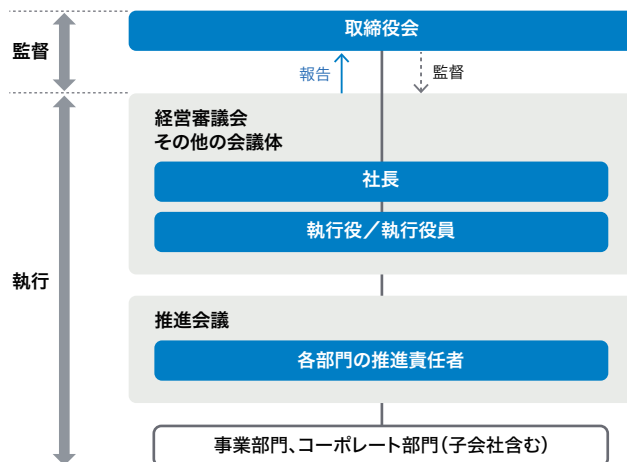 取締役会
監督
報告
監督
経営審議会
その他の会議体
社長
執行役／執行役員
執行
推進会議
各部門の推進責任者
事業部門、コーポレート部門（子会社含む）